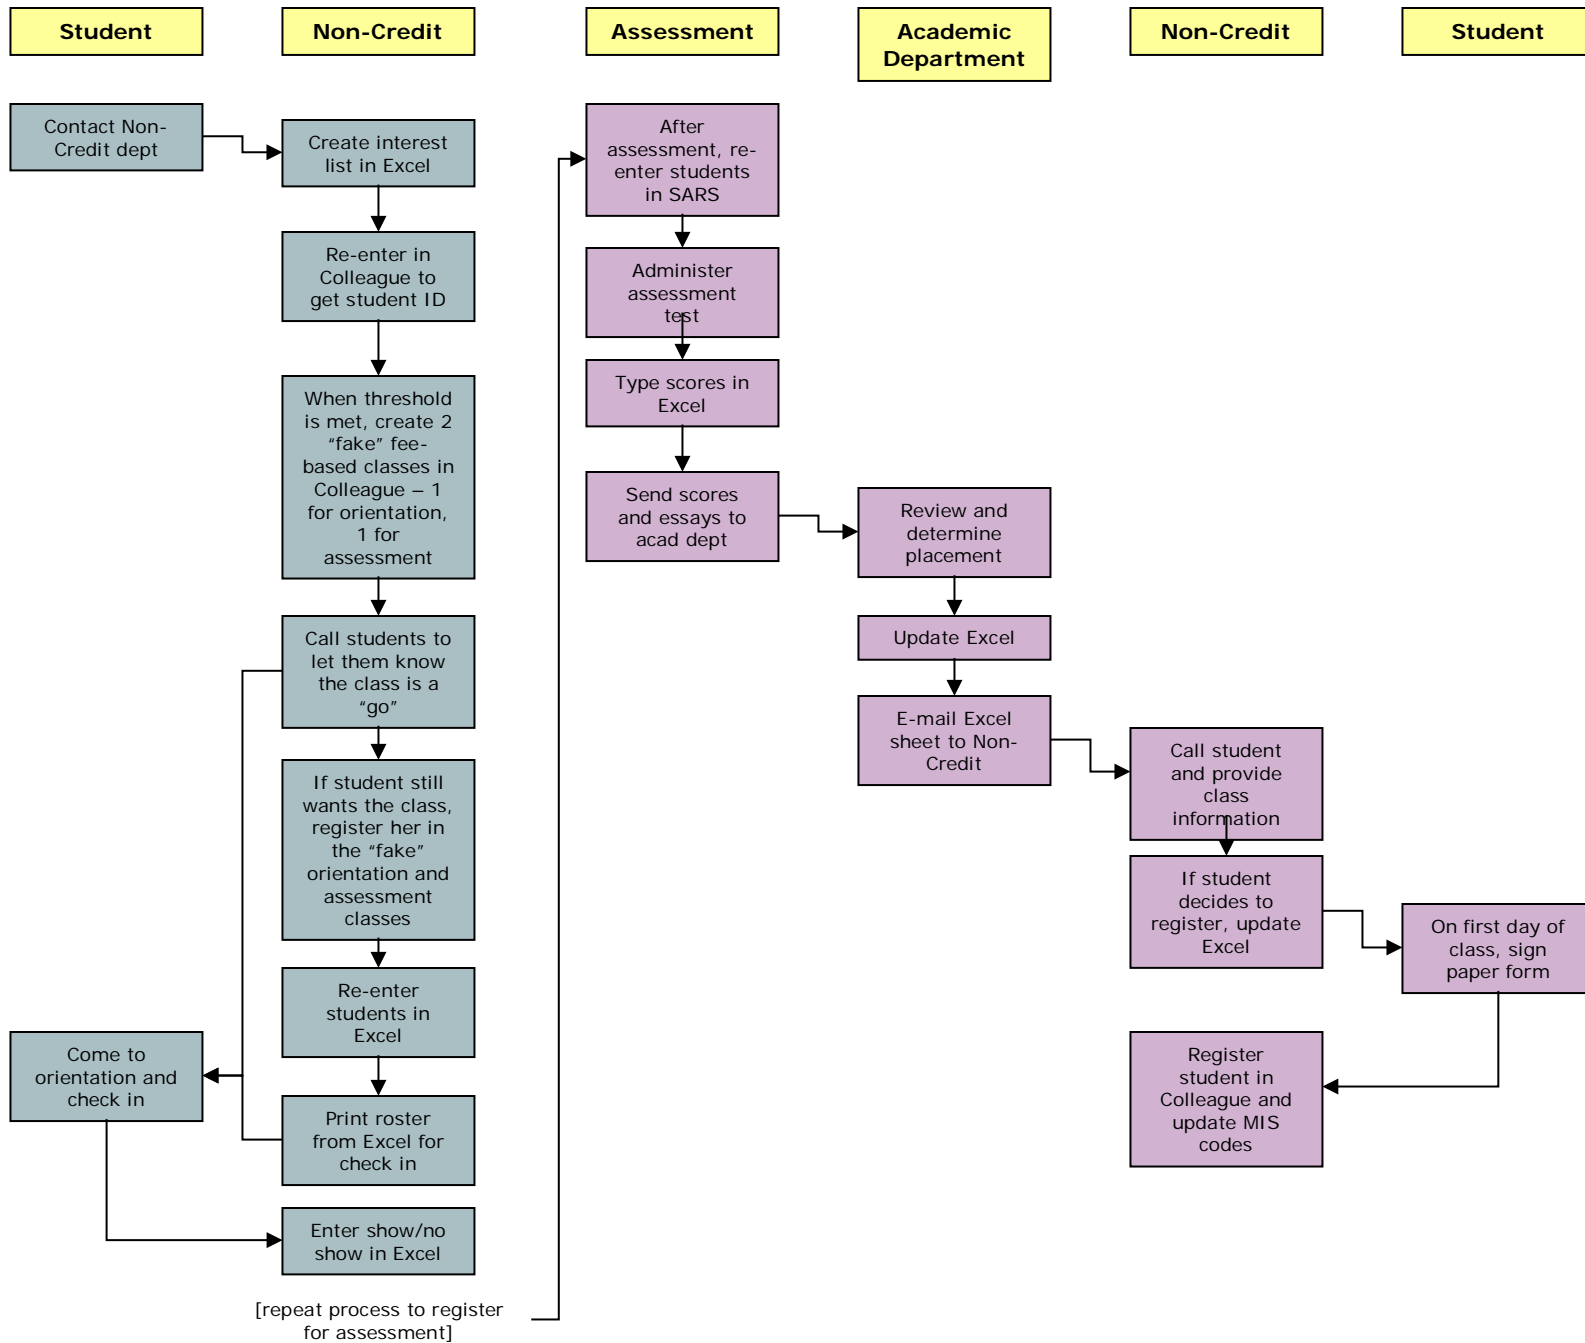 Student
Non-Credit
Assessment
Academic
Department
Non-Credit
Student
Contact Non-
Credit dept
Create interest
list in Excel
Re-enter in
Colleague to
get student ID
When threshold
is met, create 2
“fake” fee-
based classes in
Colleague – 1
for orientation,
1 for
assessment
Call students to
let them know
the class is a
“go”
If student still
wants the class,
register her in
the “fake”
orientation and
assessment
classes
Re-enter
students in
Excel
Print roster
from Excel for
check in
Come to
orientation and
check in
Enter show/no
show in Excel
[repeat process to register
for assessment]
After
assessment, re-
enter students
in SARS
Administer
assessment
test
Type scores in
Excel
Send scores
and essays to
acad dept
Review and
determine
placement
Update Excel
E-mail Excel
sheet to Non-
Credit
Call student
and provide
class
information
If student
decides to
register, update
Excel
On first day of
class, sign
paper form
Register
student in
Colleague and
update MIS
codes